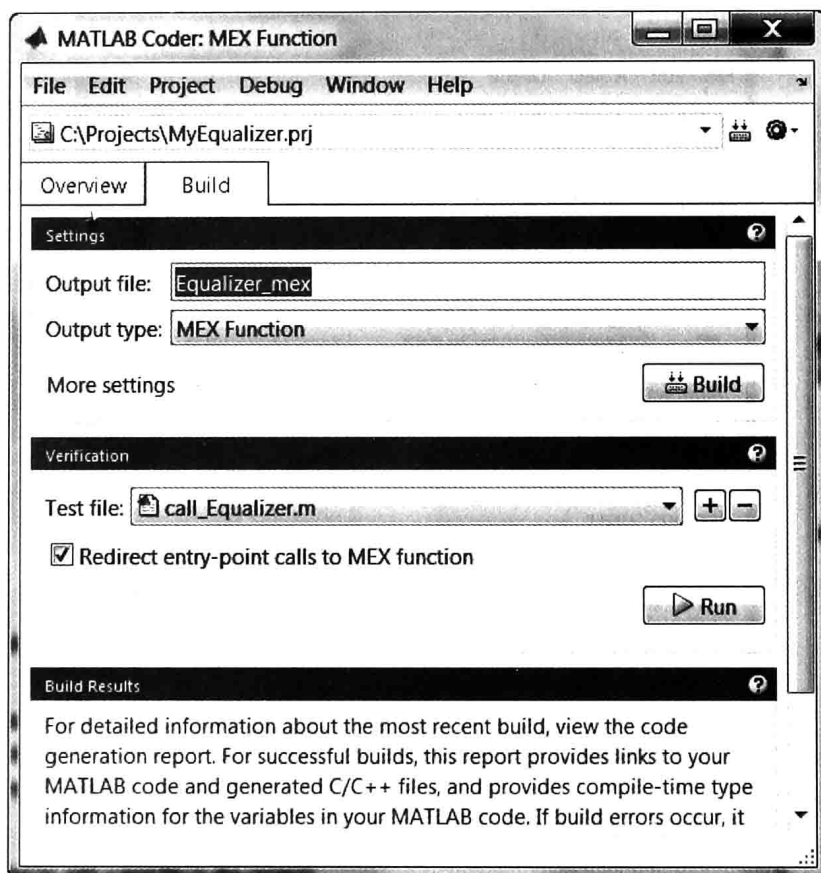 MATLAB Coder: MEX Function
File Edit Project Debug Window Help
C:\Projects\MyEqualizer.prj
Overview Build
Settings
Output file: Equalizer_mex
Output type: MEX Function
More settings
Build
Verification
Test file: call_Equalizer.m
Redirect entry-point calls to MEX function
Run
Build Results
For detailed information about the most recent build, view the code
generation report. For successful builds, this report provides links to your
MATLAB code and generated C/C++ files, and provides compile-time type
information for the variables in your MATLAB code. If build errors occur, it